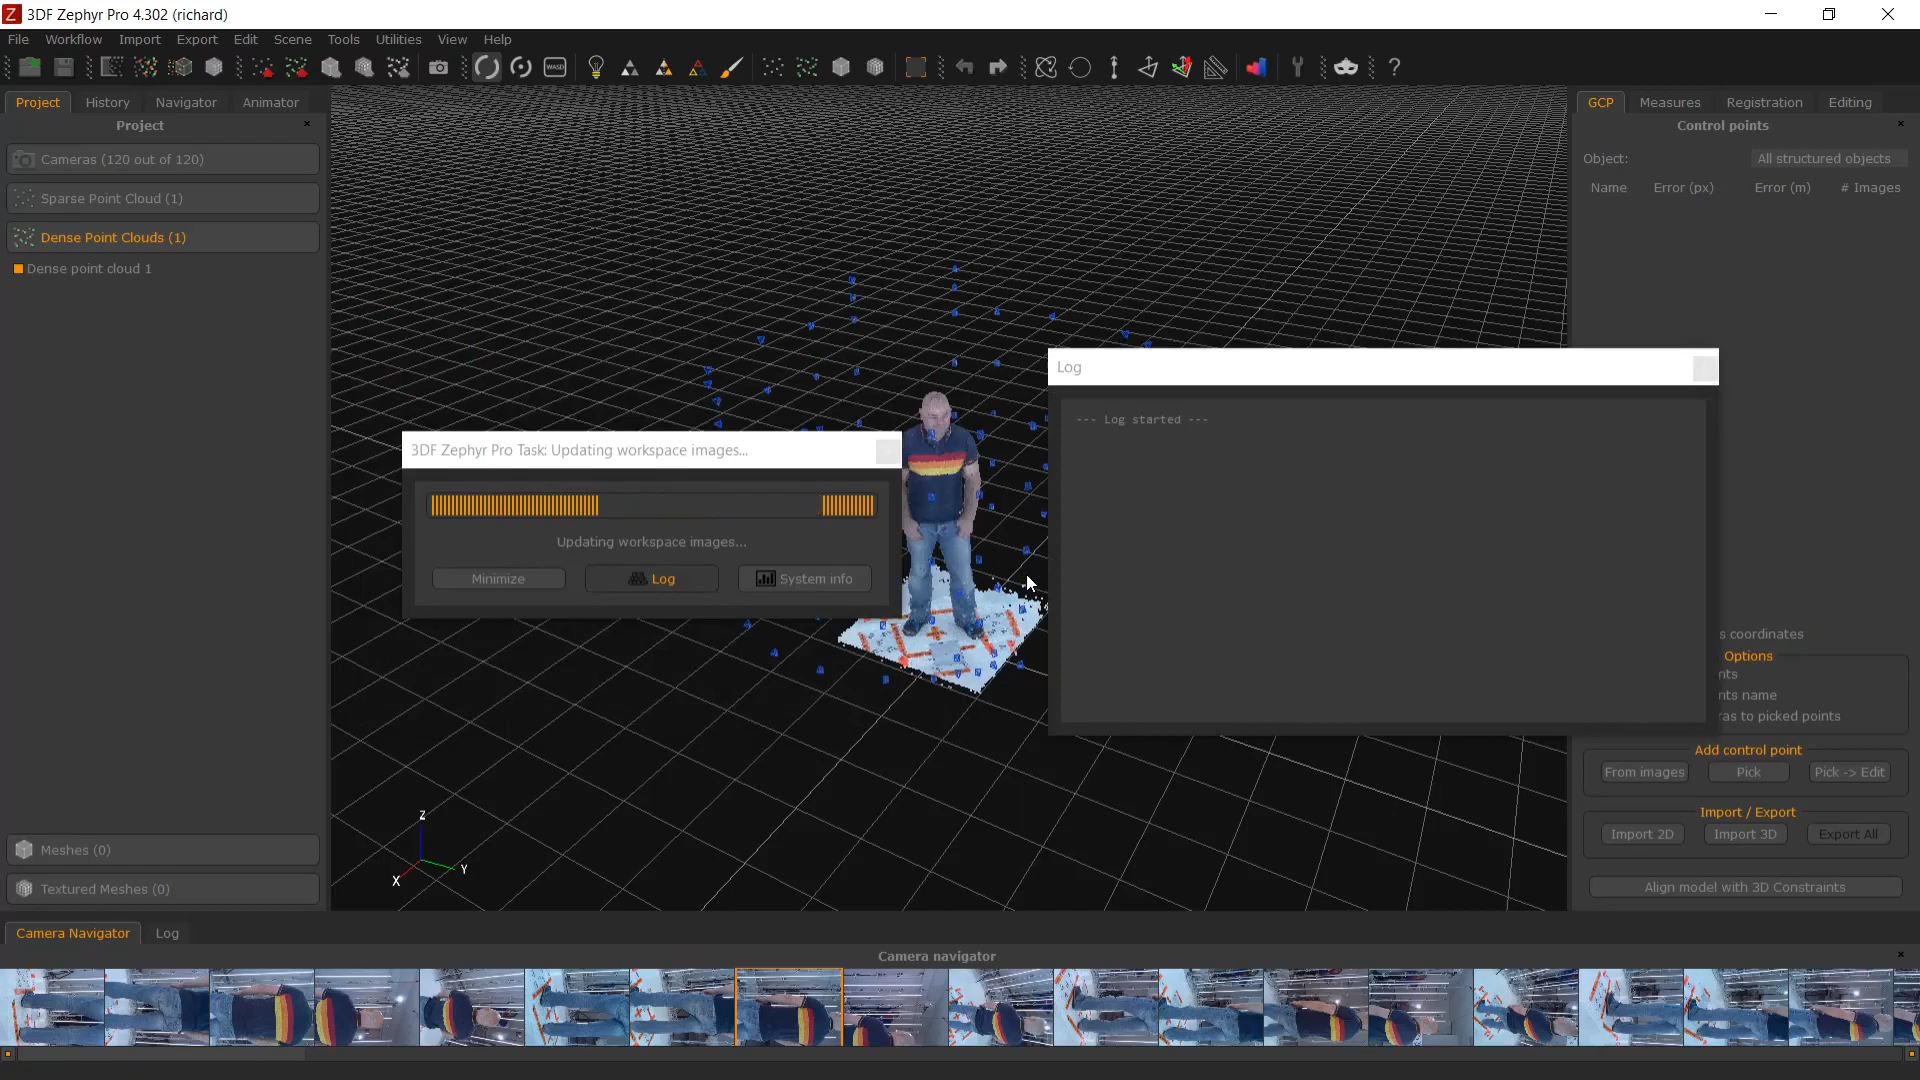 3DF Zephyr Pro 4.302 (richard)
File Workflow Import Export Edit Scene Tools Utilities View Help
WASD
Project History Navigator Animator
Project
Cameras (120 out of 120)
Sparse Point Cloud (1)
Dense Point Clouds (1)
Dense point cloud 1
Meshes (0)
Textured Meshes (0)
3DF Zephyr Pro Task: Updating workspace images...
Updating workspace images...
Minimize Log System info
Z
Y
X
Log
--- Log started ---
GCP Measures Registration Editing
Control points
Object: All structured objects
Name Error (px) Error (m) # Images
s coordinates
Options
nts
nts name
ras to picked points
Add control point
From images Pick Pick -> Edit
Import / Export
Import 2D Import 3D Export All
Align model with 3D Constraints
Camera Navigator Log
Camera navigator